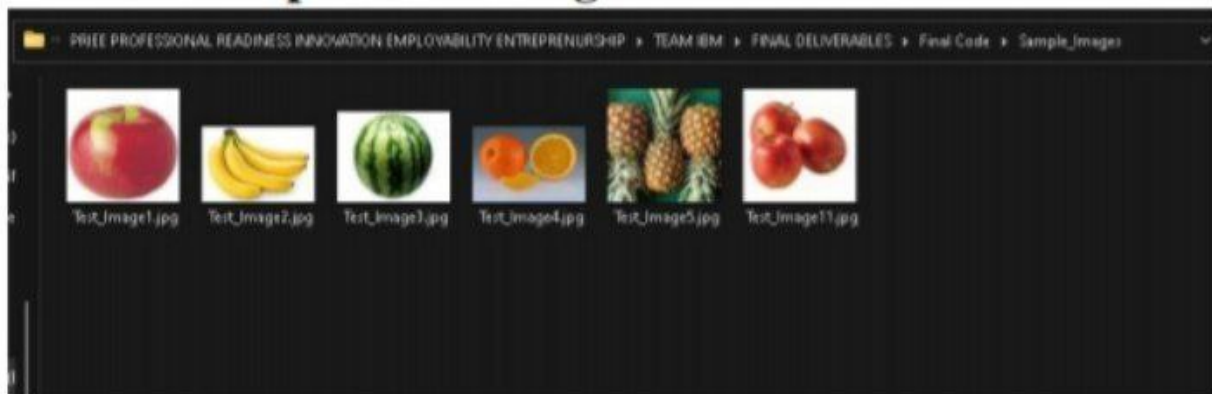 PRIEE PROFESSIONAL READINESS INNOVATION EMPLOYABILITY ENTREPRENURSHIP › TEAM IBM › FINAL DELIVERABLES › Final Code › Sample_Images
Test_Image1.jpg Test_Image2.jpg Test_Image3.jpg Test_Image4.jpg Test_Image5.jpg Test_Image11.jpg